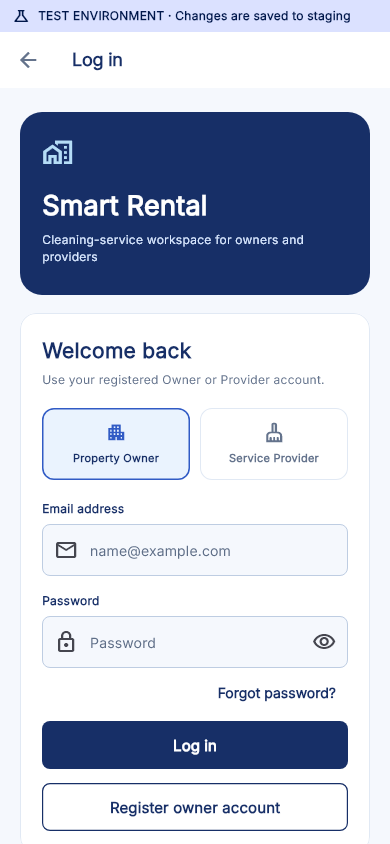 TEST ENVIRONMENT · Changes are saved to staging
Log in
Smart Rental
Cleaning-service workspace for owners and
providers
Welcome back
Use your registered Owner or Provider account.
Property Owner
Service Provider
Email address
name@example.com
Password
Password
Forgot password?
Log in
Register owner account